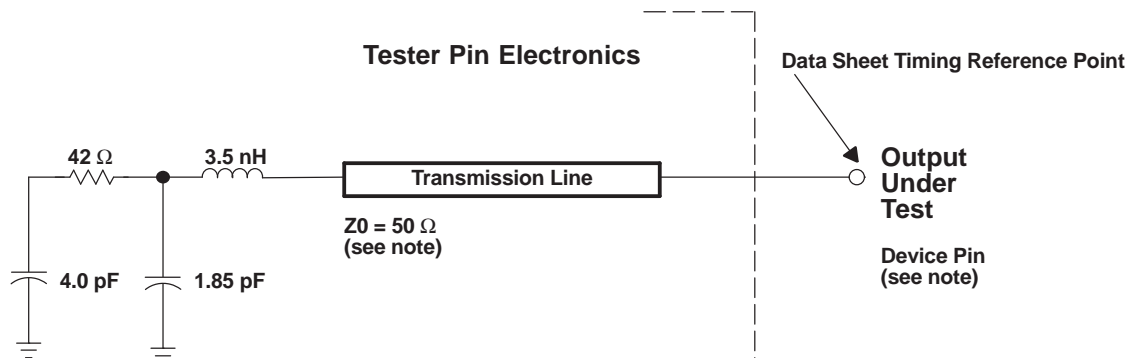 Tester Pin Electronics
Data Sheet Timing Reference Point
42 Ω
3.5 nH
Transmission Line
Output
Under
Test
Z0 = 50 Ω
(see note)
Device Pin
(see note)
4.0 pF
1.85 pF